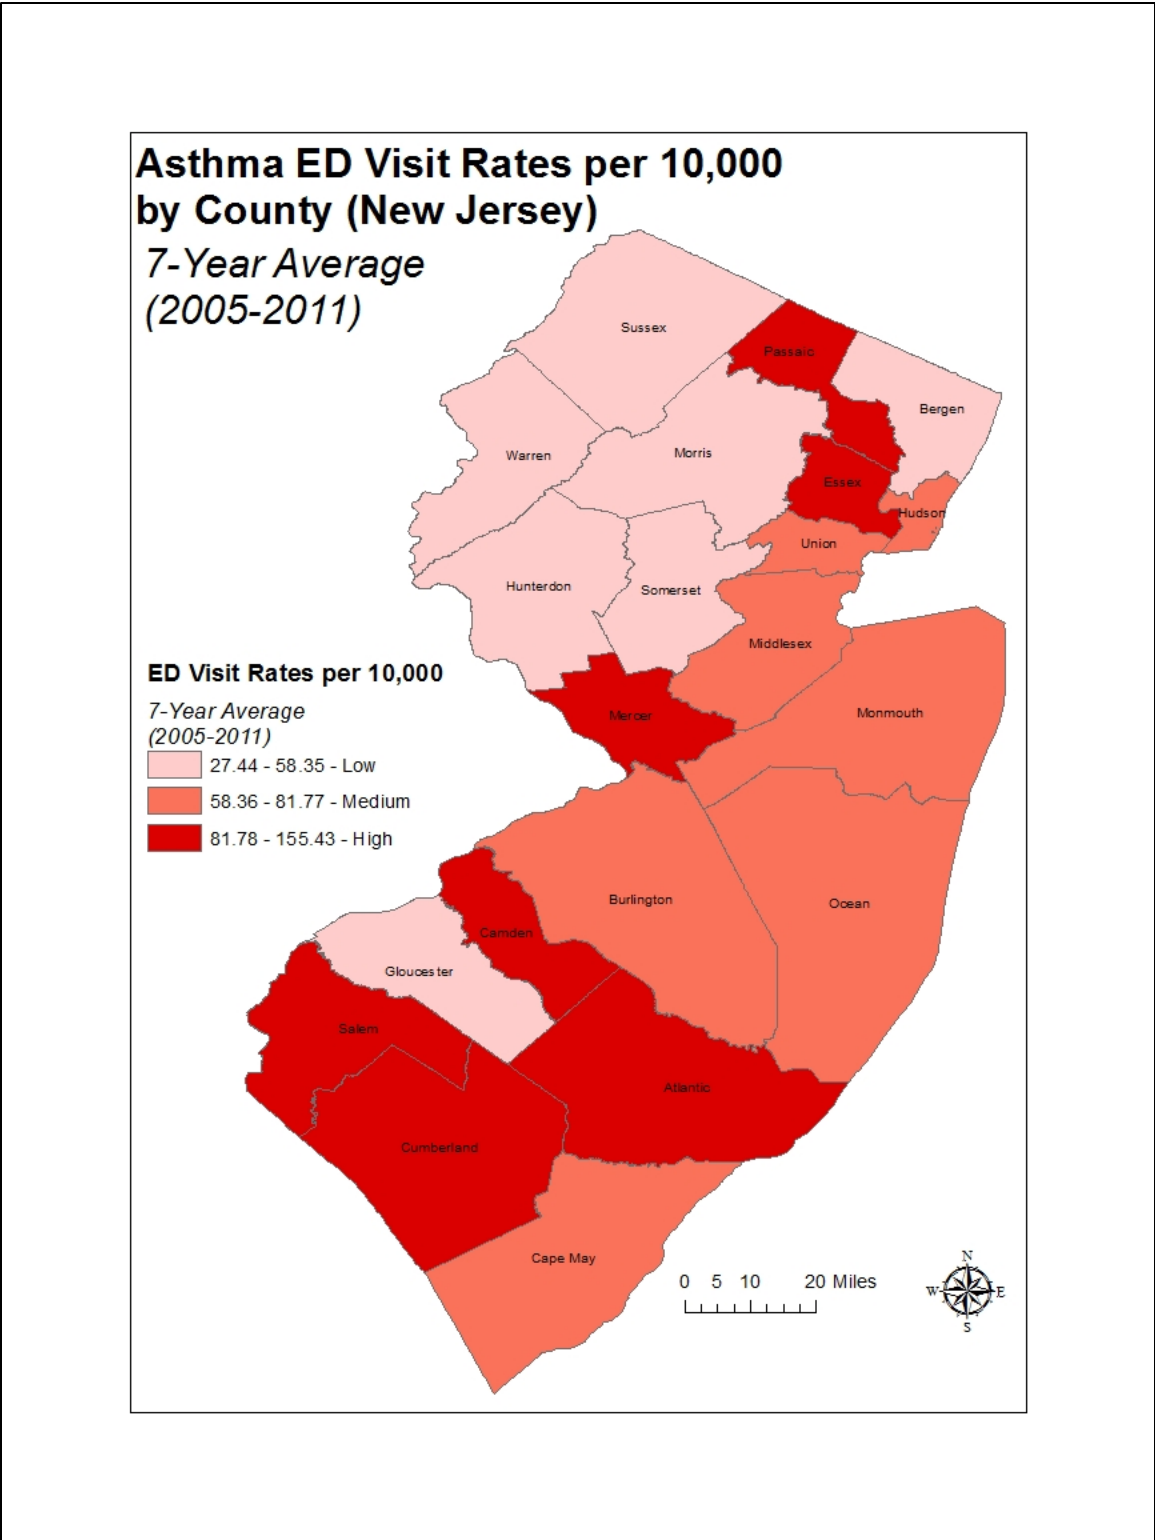 Asthma ED Visit Rates per 10,000
by County (New Jersey)
7-Year Average
(2005-2011)
Sussex
Passaic
Bergen
Warren
Morris
Essex
Hudson
Union
Hunterdon
Somerset
Middlesex
Mercer
Monmouth
ED Visit Rates per 10,000
7-Year Average
(2005-2011)
27.44 - 58.35 - Low
58.36 - 81.77 - Medium
81.78 - 155.43 - High
Burlington
Ocean
Camden
Gloucester
Salem
Atlantic
Cumberland
Cape May
0 5 10 20 Miles
N
W E
S